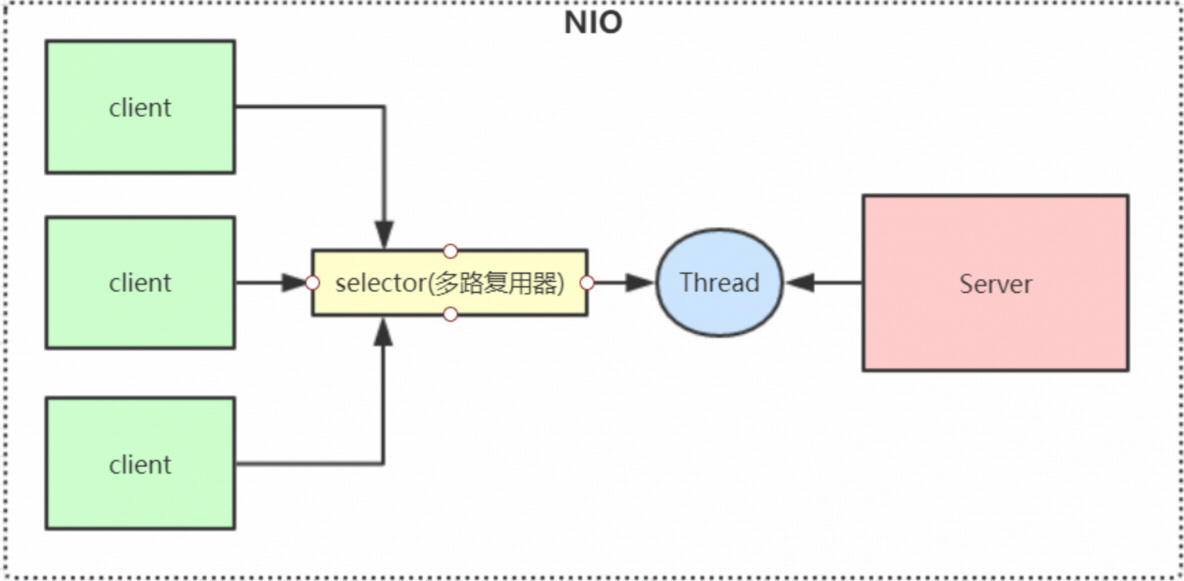 NIO
client
client
selector(多路复用器)
Thread
Server
client